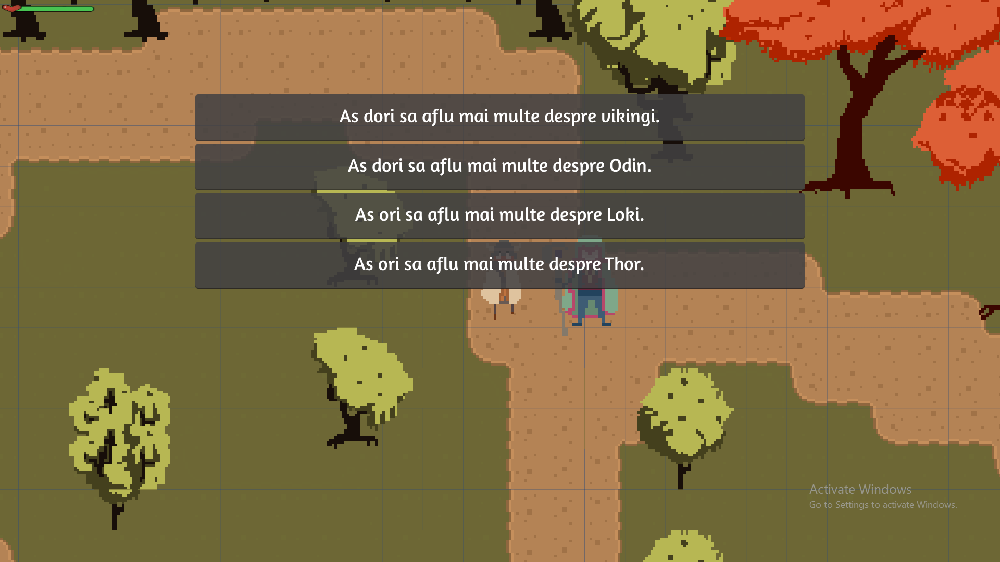 As dori sa aflu mai multe despre vikingi.
As dori sa aflu mai multe despre Odin.
As ori sa aflu mai multe despre Loki.
As ori sa aflu mai multe despre Thor.
Activate Windows
Go to Settings to activate Windows.